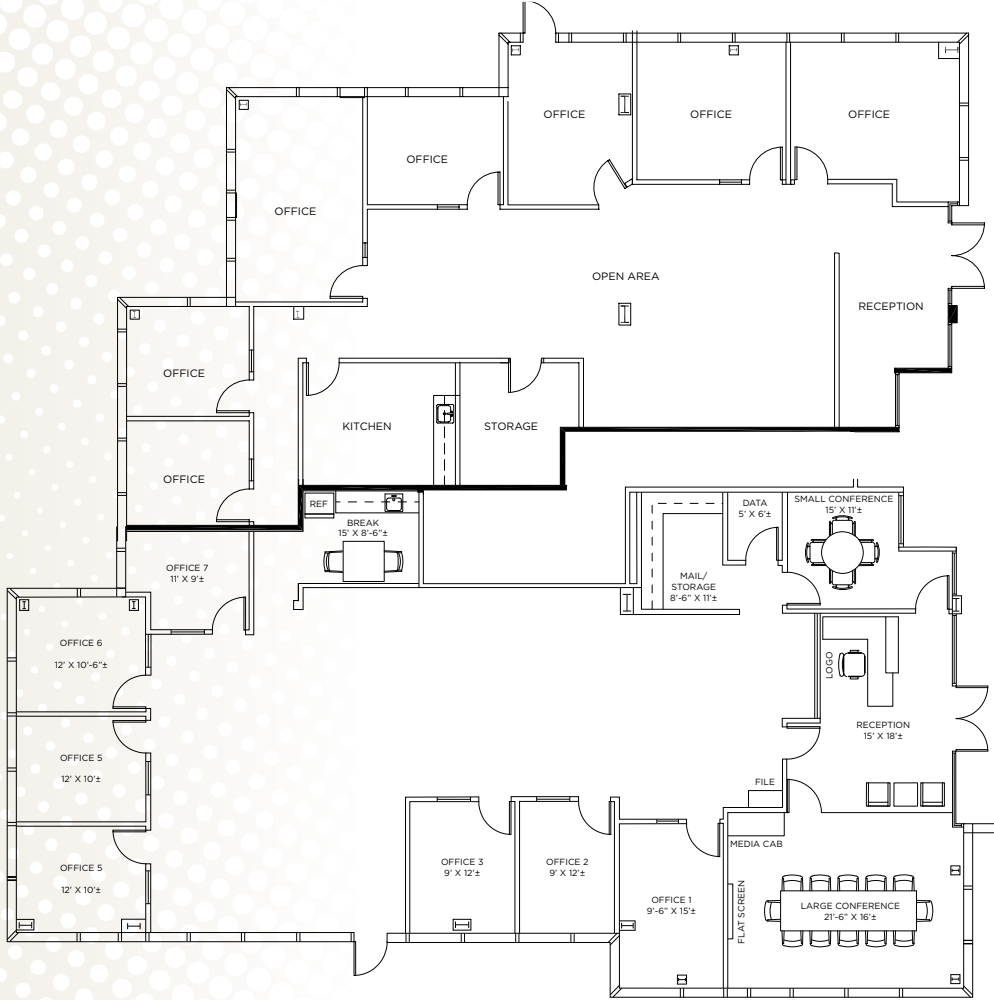 OFFICE
OFFICE
OFFICE
OFFICE
OFFICE
OPEN AREA
RECEPTION
OFFICE
KITCHEN
STORAGE
OFFICE
REF
BREAK
15' X 8'-6"±
DATA
5' X 6'±
SMALL CONFERENCE
15' X 11'±
OFFICE 7
11' X 9'±
MAIL/
STORAGE
8'-6" X 11'±
OFFICE 6
12' X 10'-6"±
LOGO
RECEPTION
15' X 18'±
OFFICE 5
12' X 10'±
FILE
MEDIA CAB
OFFICE 5
12' X 10'±
OFFICE 3
9' X 12'±
OFFICE 2
9' X 12'±
OFFICE 1
9'-6" X 15'±
FLAT SCREEN
LARGE CONFERENCE
21'-6" X 16'±